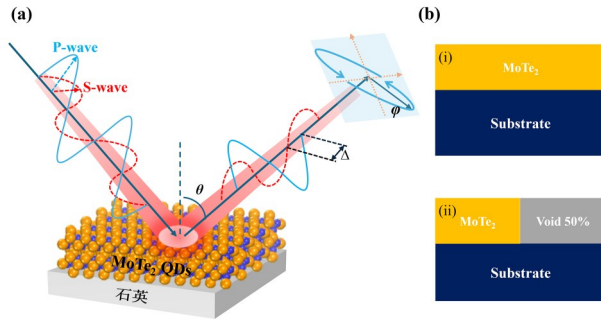 (a)
P-wave
S-wave
θ
Δ
φ
MoTe₂ QDs
石英
(b)
(i)
MoTe₂
Substrate
(ii)
MoTe₂
Void 50%
Substrate